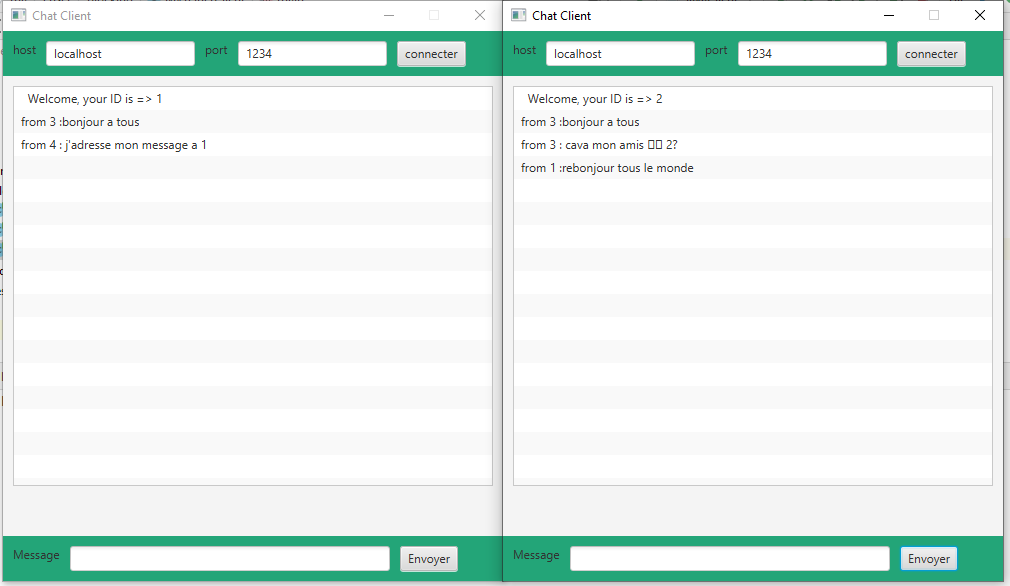 Chat Client
host localhost port 1234 connecter
Welcome, your ID is => 1
from 3 :bonjour a tous
from 4 : j'adresse mon message a 1
Message Envoyer
Chat Client
host localhost port 1234 connecter
Welcome, your ID is => 2
from 3 :bonjour a tous
from 3 : cava mon amis 2?
from 1 :rebonjour tous le monde
Message Envoyer